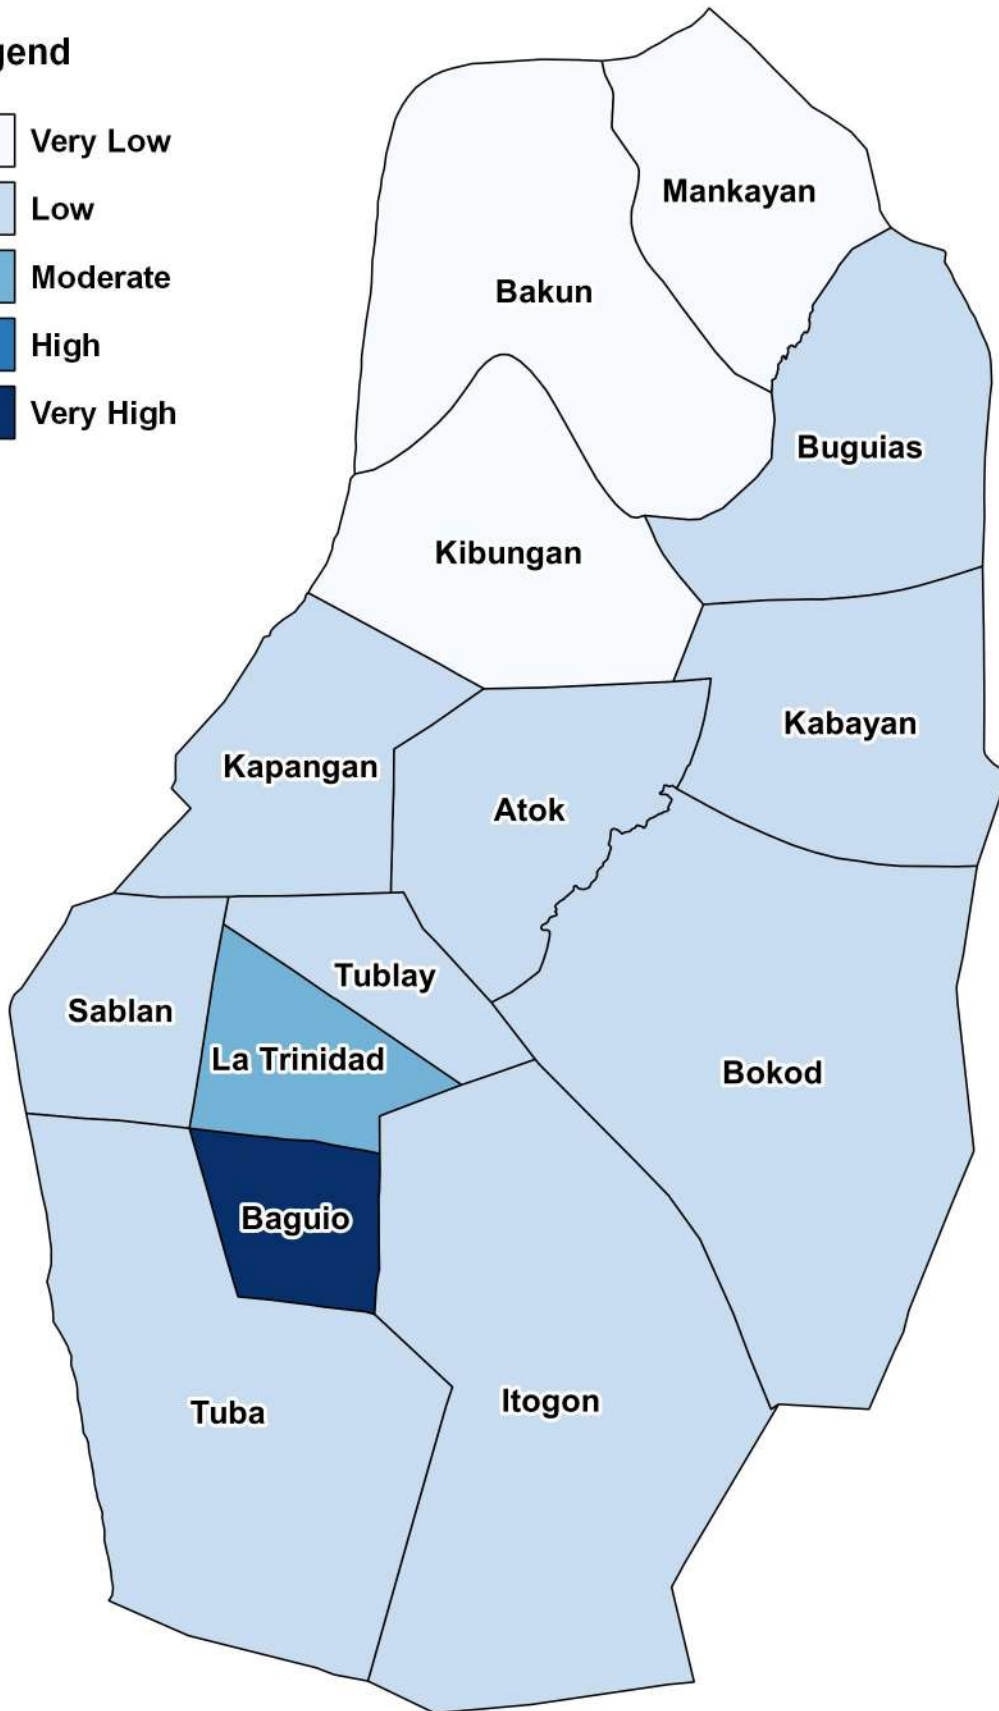 gend
Very Low
Low
Moderate
High
Very High
Mankayan
Bakun
Buguias
Kibungan
Kabayan
Kapangan
Atok
Tublay
Sablan
La Trinidad
Bokod
Baguio
Itogon
Tuba